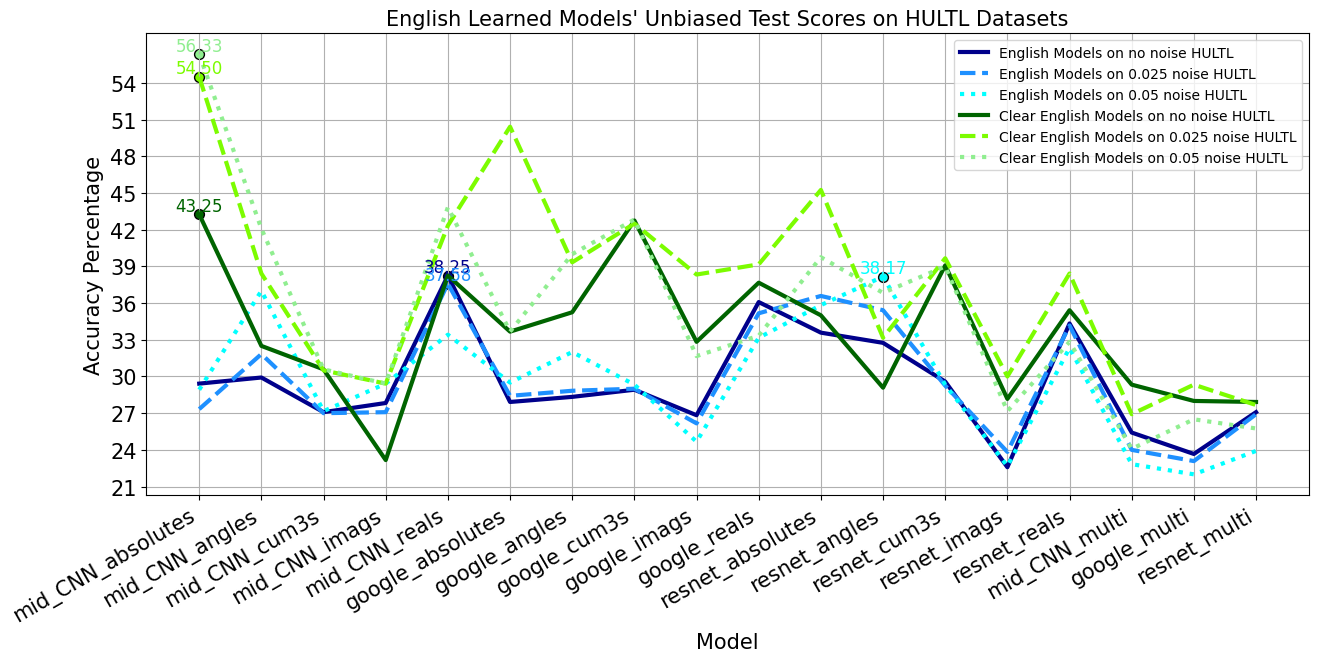 English Learned Models' Unbiased Test Scores on HULTL Datasets
English Models on no noise HULTL
English Models on 0.025 noise HULTL
English Models on 0.05 noise HULTL
Clear English Models on no noise HULTL
Clear English Models on 0.025 noise HULTL
Clear English Models on 0.05 noise HULTL
56.33
54.50
43.25
38.25
37.58
38.17
Accuracy Percentage
54
51
48
45
42
39
36
33
30
27
24
21
mid_CNN_absolutes
mid_CNN_angles
mid_CNN_cum3s
mid_CNN_imags
mid_CNN_reals
google_absolutes
google_angles
google_cum3s
google_imags
google_reals
resnet_absolutes
resnet_angles
resnet_cum3s
resnet_imags
resnet_reals
mid_CNN_multi
google_multi
resnet_multi
Model